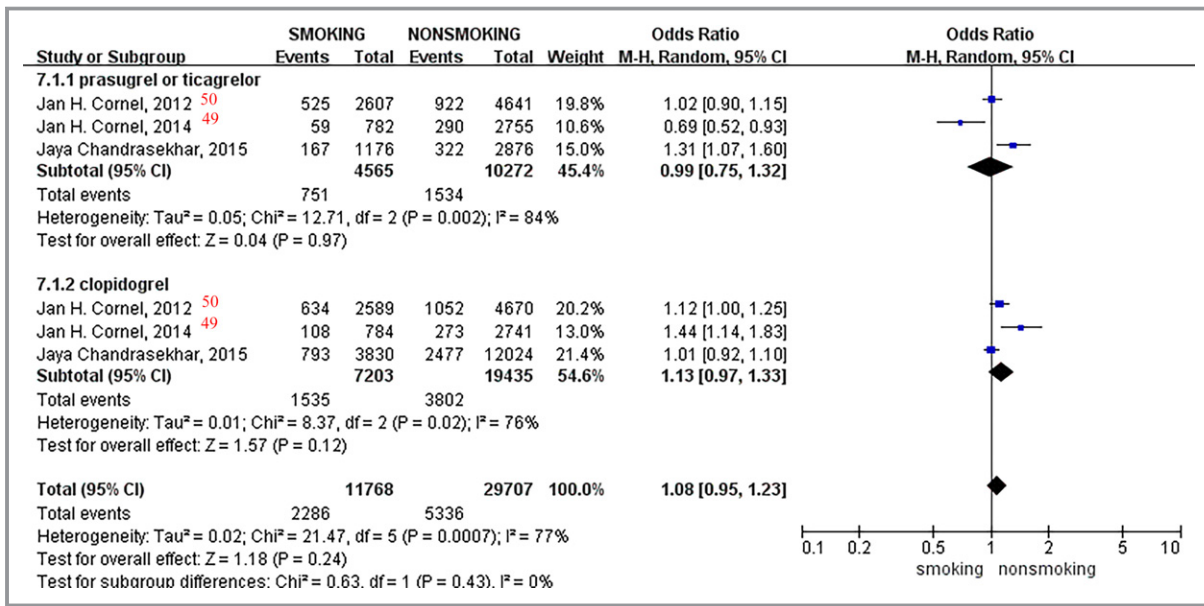 SMOKING NONSMOKING Odds Ratio Odds Ratio
Study or Subgroup Events Total Events Total Weight M-H, Random, 95% CI M-H, Random, 95% CI
7.1.1 prasugrel or ticagrelor
Jan H. Cornel, 2012 50 525 2607 922 4641 19.8% 1.02 [0.90, 1.15]
Jan H. Cornel, 2014 49 59 782 290 2755 10.6% 0.69 [0.52, 0.93]
Jaya Chandrasekhar, 2015 167 1176 322 2876 15.0% 1.31 [1.07, 1.60]
Subtotal (95% CI) 4565 10272 45.4% 0.99 [0.75, 1.32]
Total events 751 1534
Heterogeneity: Tau² = 0.05; Chi² = 12.71, df = 2 (P = 0.002); I² = 84%
Test for overall effect: Z = 0.04 (P = 0.97)
7.1.2 clopidogrel
Jan H. Cornel, 2012 50 634 2589 1052 4670 20.2% 1.12 [1.00, 1.25]
Jan H. Cornel, 2014 49 108 784 273 2741 13.0% 1.44 [1.14, 1.83]
Jaya Chandrasekhar, 2015 793 3830 2477 12024 21.4% 1.01 [0.92, 1.10]
Subtotal (95% CI) 7203 19435 54.6% 1.13 [0.97, 1.33]
Total events 1535 3802
Heterogeneity: Tau² = 0.01; Chi² = 8.37, df = 2 (P = 0.02); I² = 76%
Test for overall effect: Z = 1.57 (P = 0.12)
Total (95% CI) 11768 29707 100.0% 1.08 [0.95, 1.23]
Total events 2286 5336
Heterogeneity: Tau² = 0.02; Chi² = 21.47, df = 5 (P = 0.0007); I² = 77%
Test for overall effect: Z = 1.18 (P = 0.24)
Test for subgroup differences: Chi² = 0.63, df = 1 (P = 0.43), I² = 0%
0.1 0.2 0.5 1 2 5 10
smoking nonsmoking